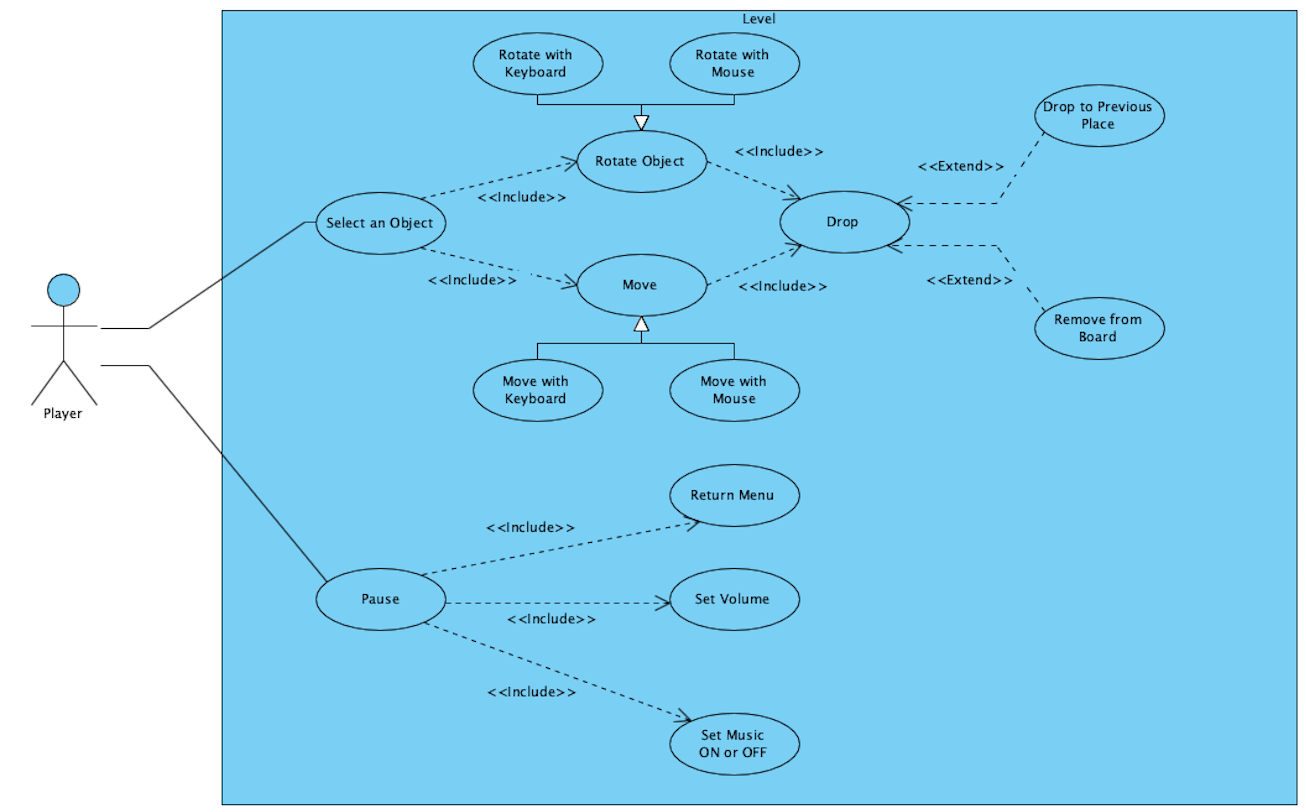 Level
Rotate with
Keyboard
Rotate with
Mouse
Drop to Previous
Place
Rotate Object
<<Include>>
<<Extend>>
<<Include>>
Select an Object
Drop
<<Include>>
Move
<<Include>>
<<Extend>>
Remove from
Board
Player
Move with
Keyboard
Move with
Mouse
Return Menu
<<Include>>
Pause
Set Volume
<<Include>>
<<Include>>
Set Music
ON or OFF